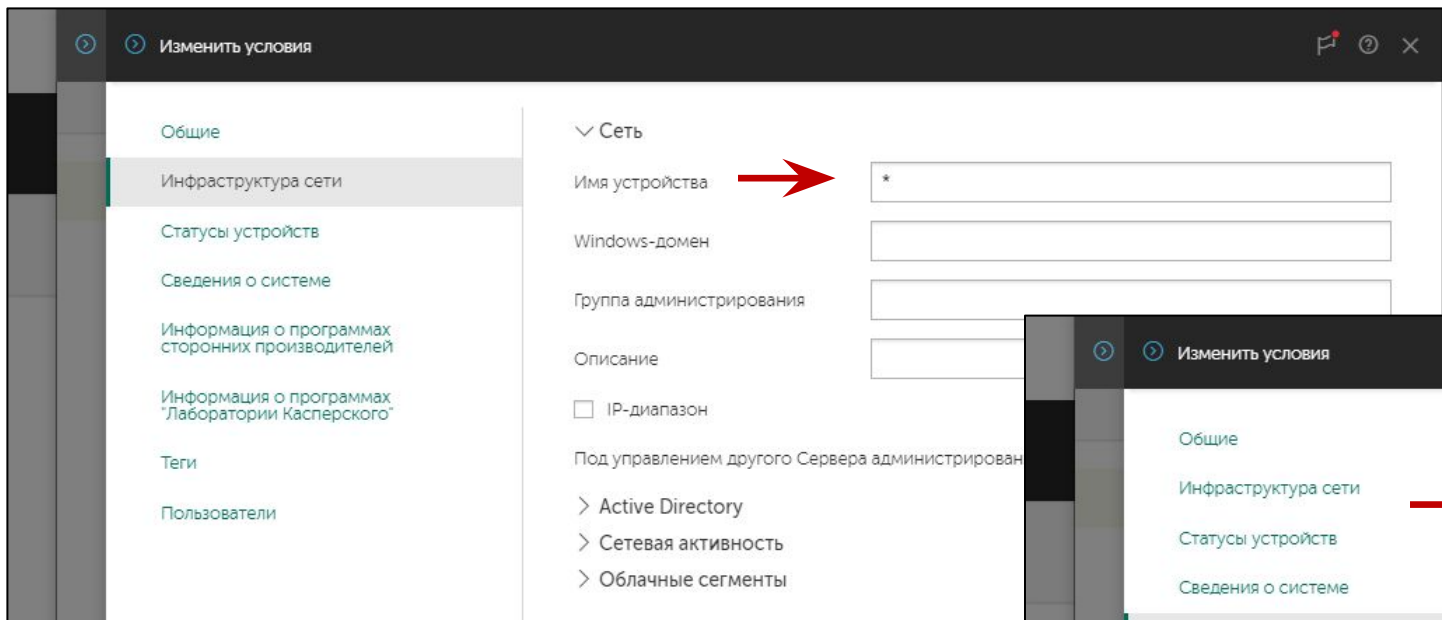 Изменить условия
Общие
Инфраструктура сети
Статусы устройств
Сведения о системе
Информация о программах
сторонних производителей
Информация о программах
"Лаборатории Касперского"
Теги
Пользователи
Сеть
Имя устройства
*
Windows-домен
Группа администрирования
Описание
IP-диапазон
Под управлением другого Сервера администрирован
Active Directory
Сетевая активность
Облачные сегменты
Изменить условия
Общие
Инфраструктура сети
Статусы устройств
Сведения о системе